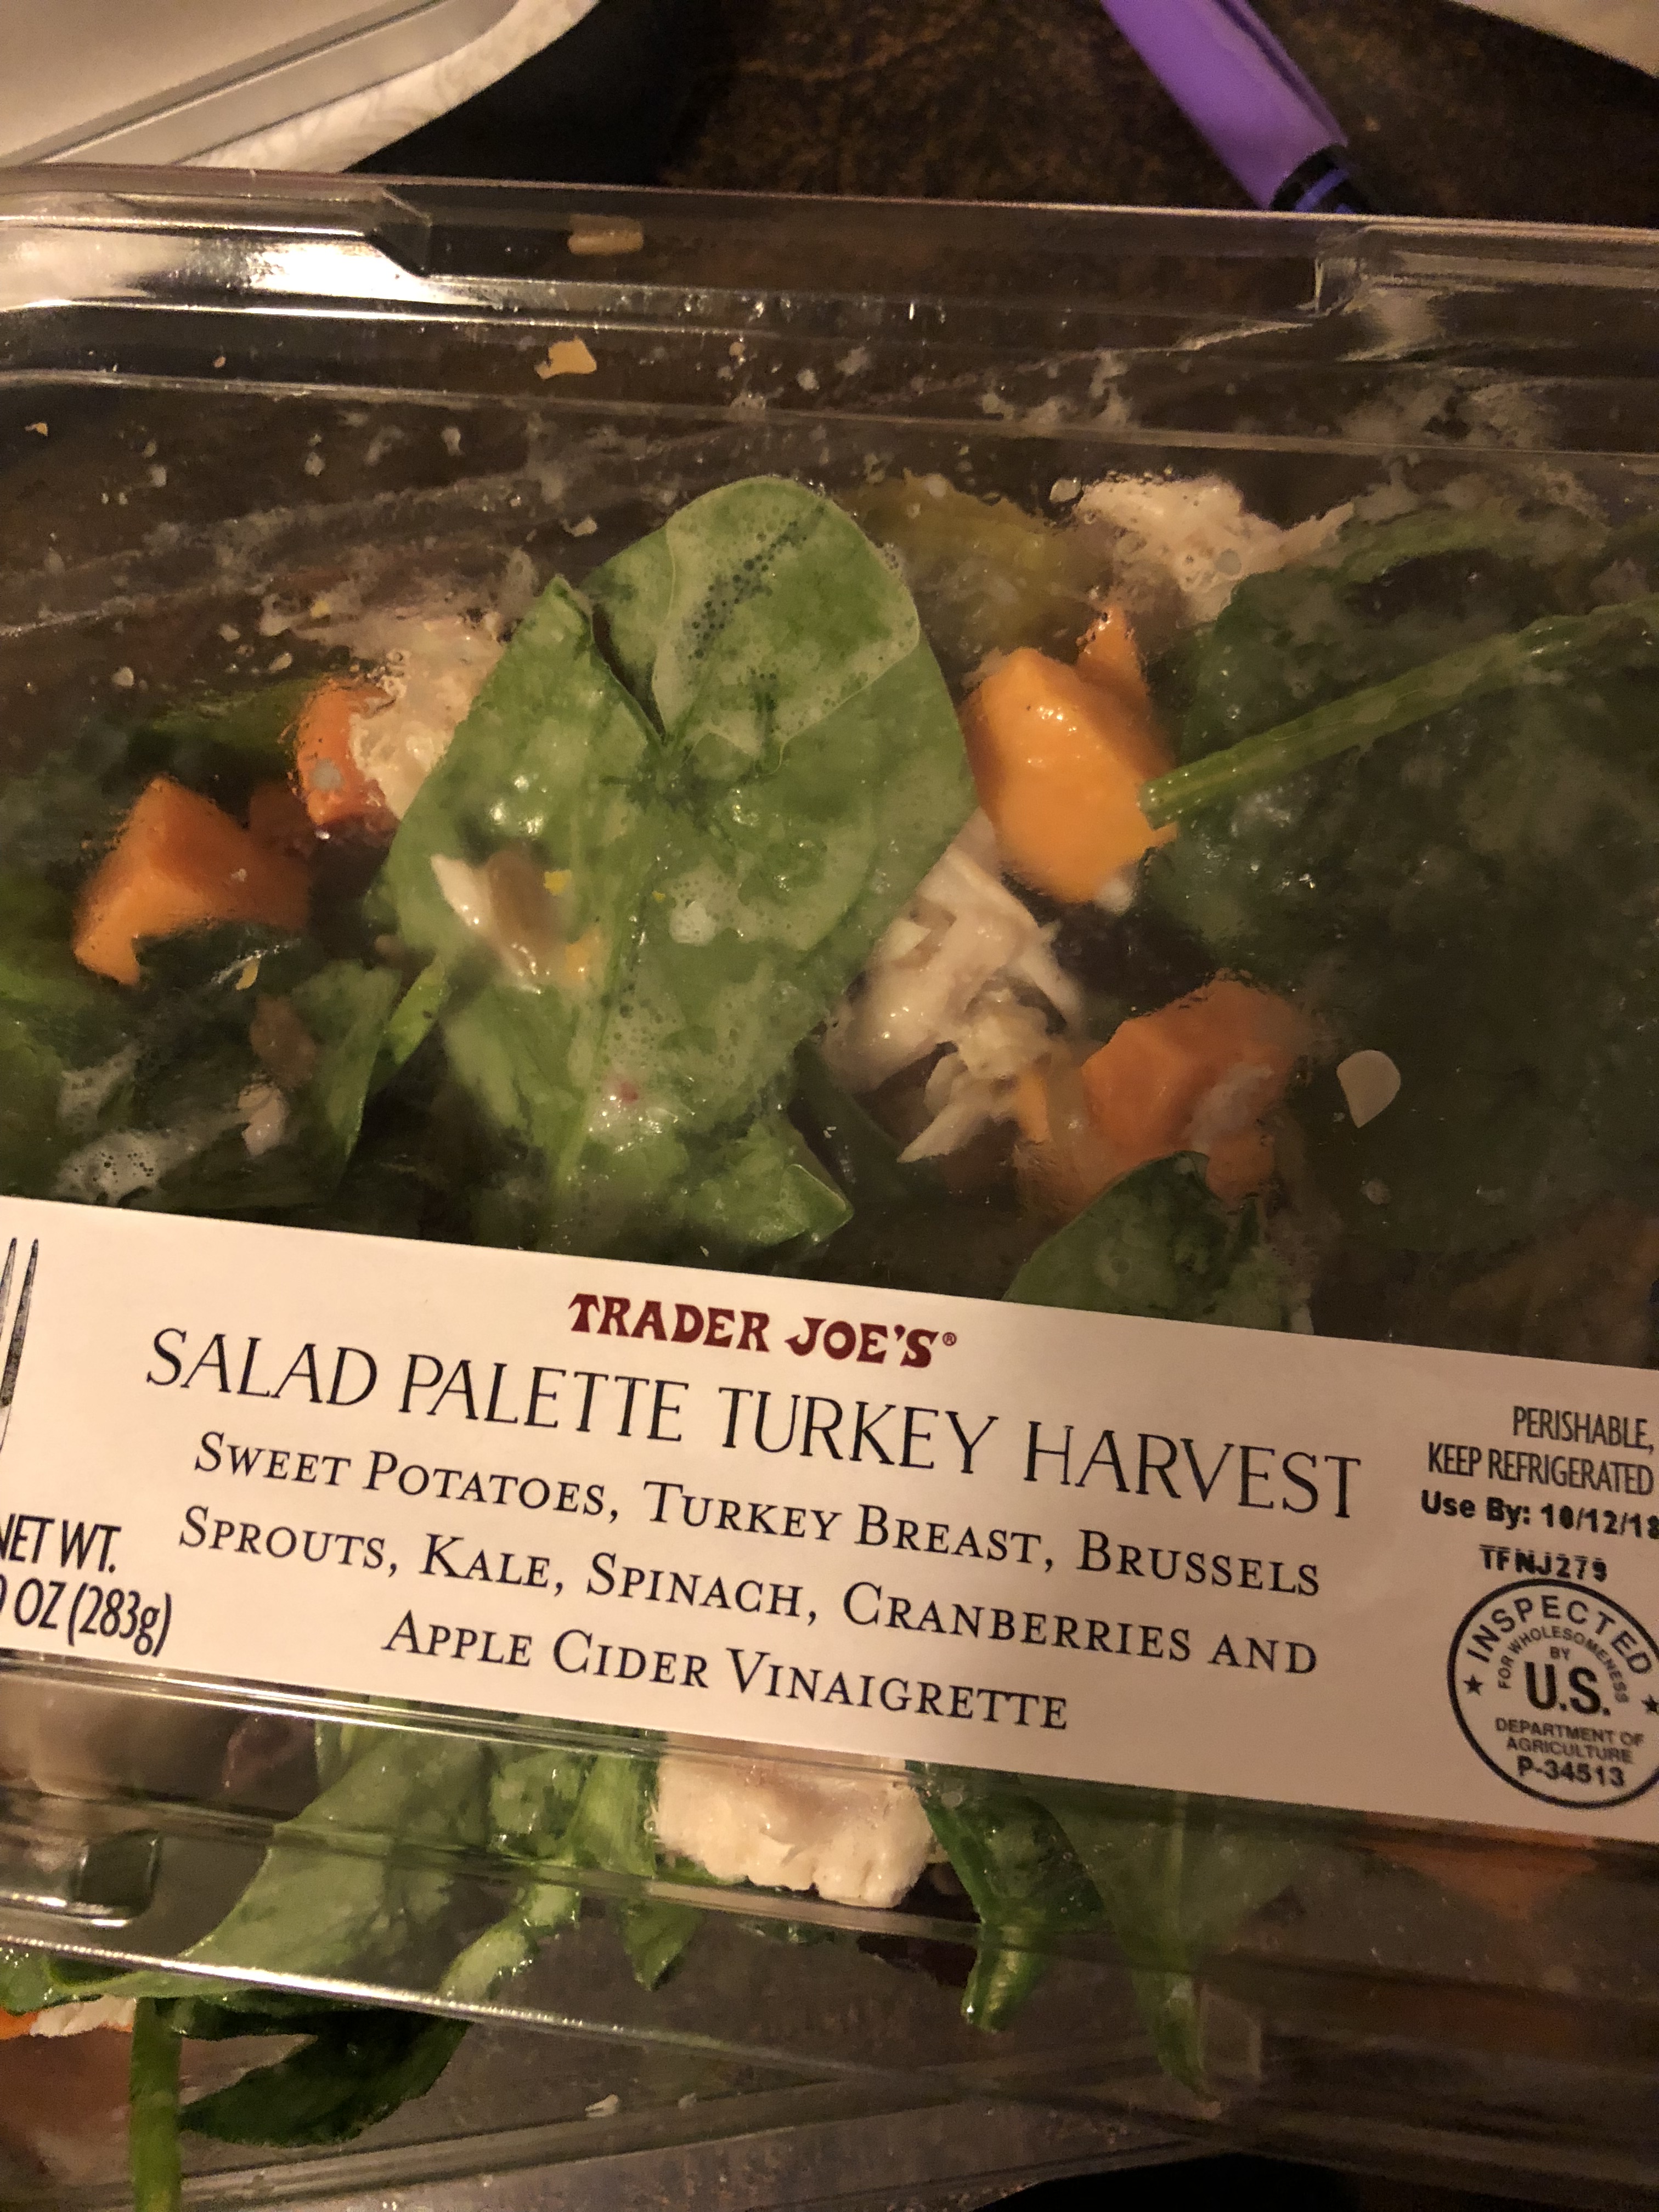 TRADER JOE'S®
SALAD PALETTE TURKEY HARVEST
SWEET POTATOES, TURKEY BREAST, BRUSSELS
SPROUTS, KALE, SPINACH, CRANBERRIES AND
APPLE CIDER VINAIGRETTE
NET WT.
OZ (283g)
PERISHABLE,
KEEP REFRIGERATED
Use By: 10/12/18
TFNJ279
INSPECTED
FOR WHOLESOMENESS
BY
U.S.
DEPARTMENT OF
AGRICULTURE
P-34513